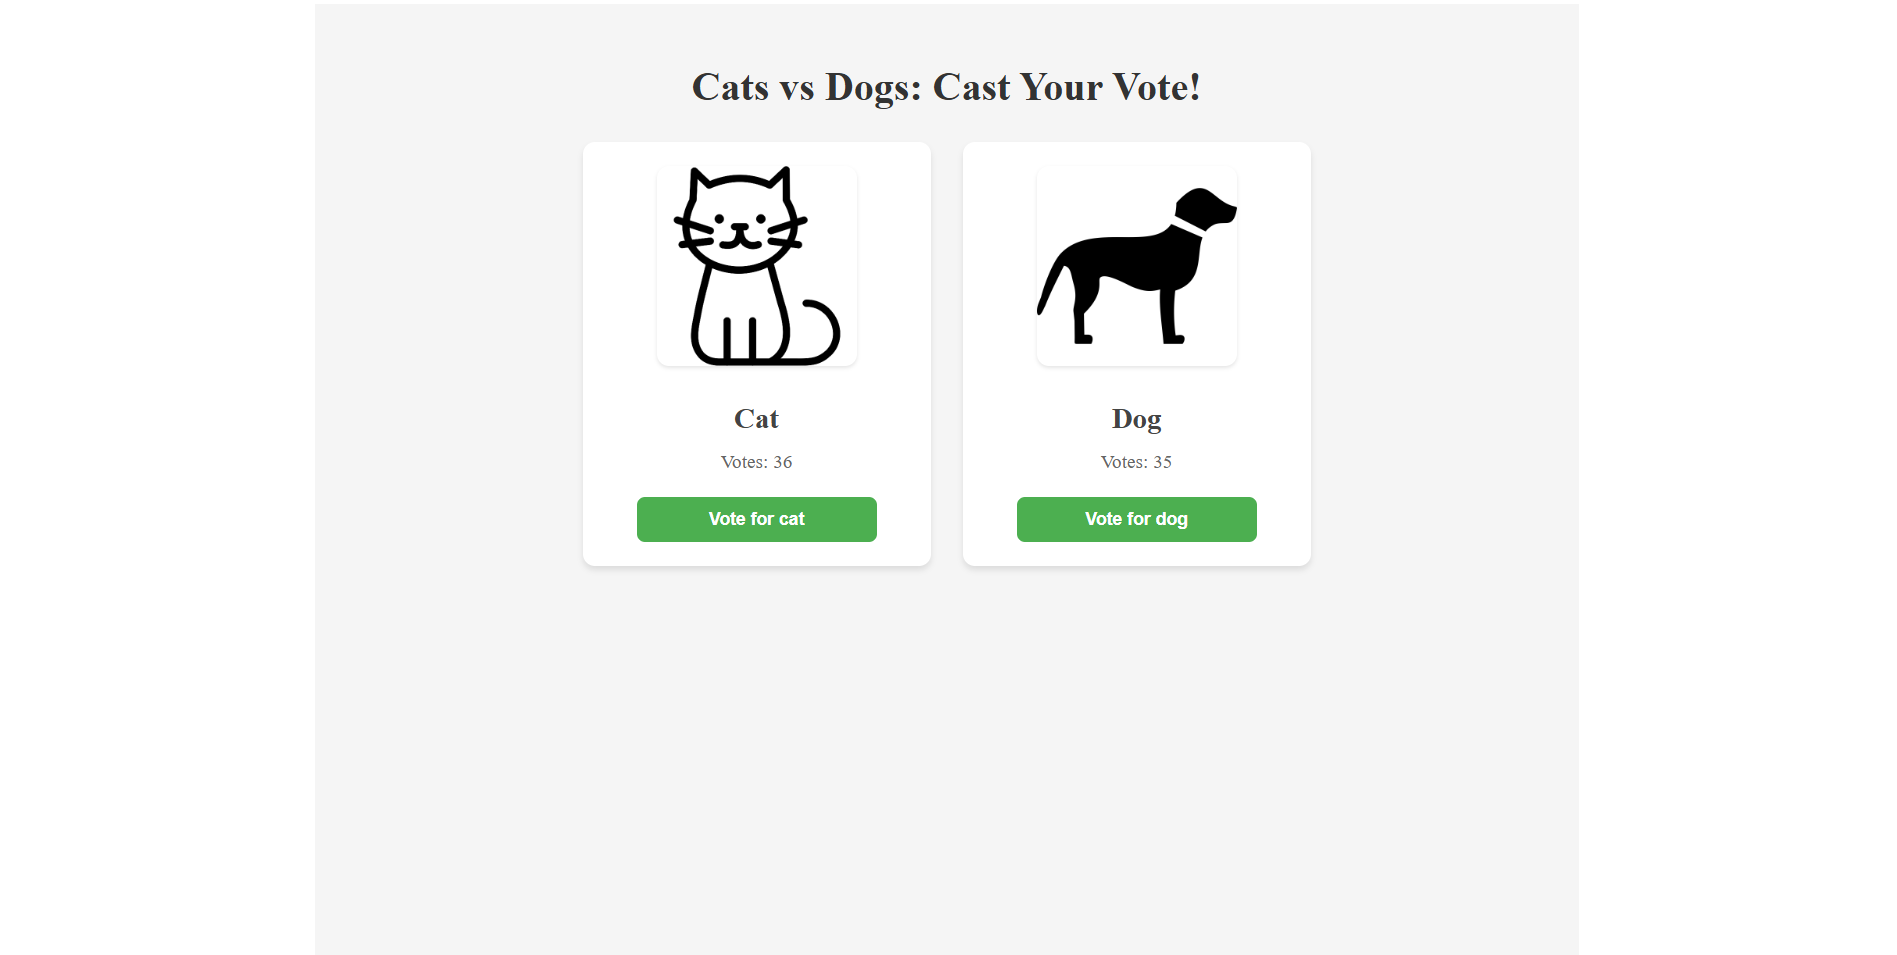 Cats vs Dogs: Cast Your Vote!
Cat
Votes: 36
Vote for cat
Dog
Votes: 35
Vote for dog